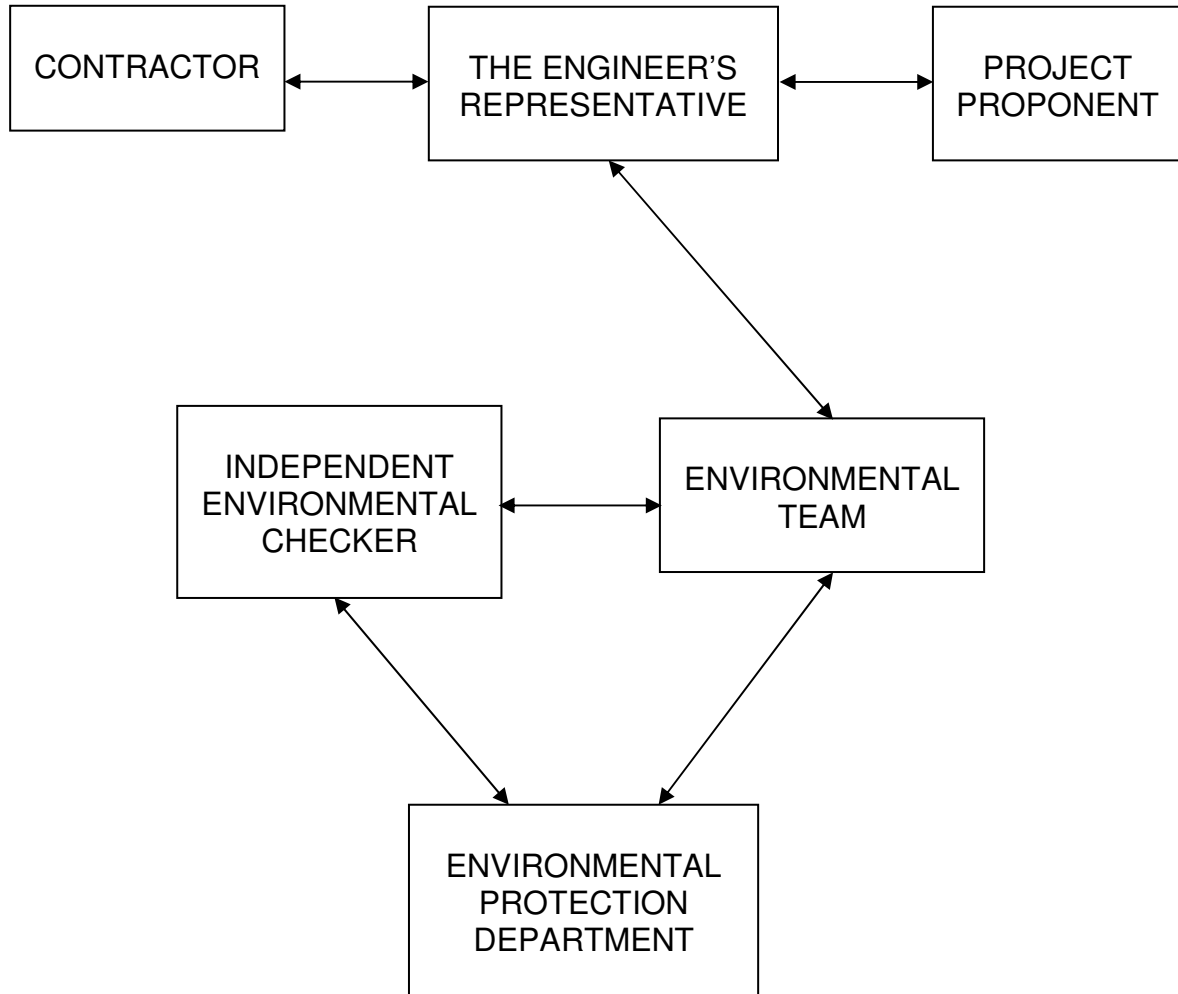 CONTRACTOR
THE ENGINEER'S
REPRESENTATIVE
PROJECT
PROPONENT
INDEPENDENT
ENVIRONMENTAL
CHECKER
ENVIRONMENTAL
TEAM
ENVIRONMENTAL
PROTECTION
DEPARTMENT